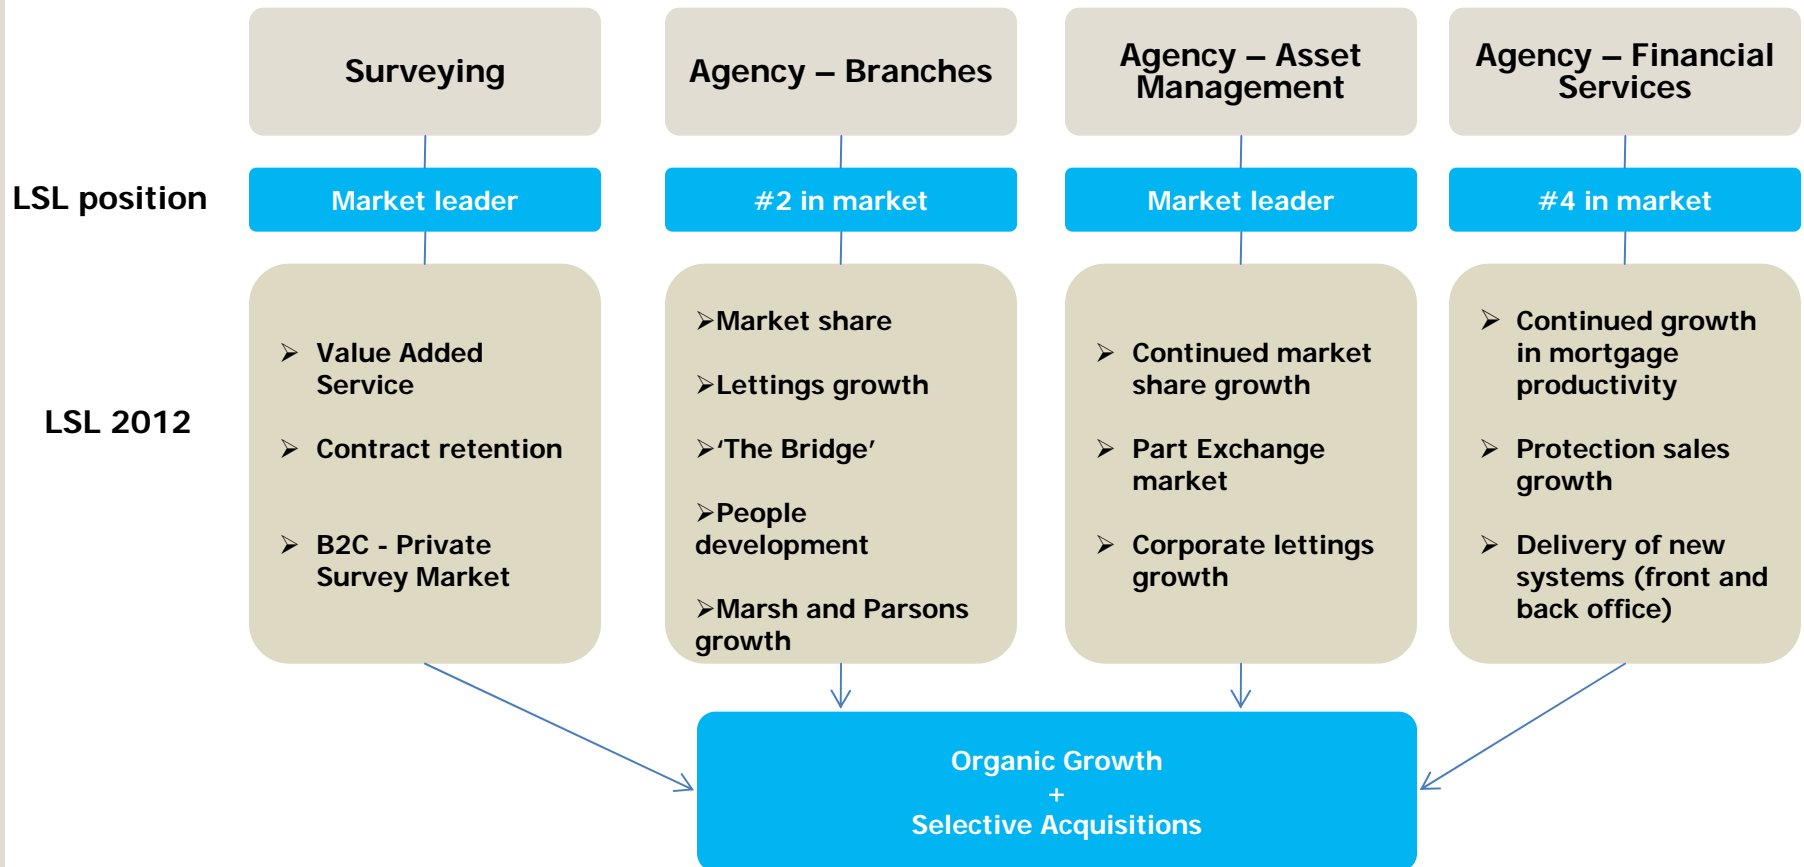 Surveying
Agency – Branches
Agency – Asset
Management
Agency – Financial
Services
LSL position
Market leader
#2 in market
Market leader
#4 in market
LSL 2012
➢ Value Added
Service
➢ Contract retention
➢ B2C - Private
Survey Market
➢Market share
➢Lettings growth
➢‘The Bridge’
➢People
development
➢Marsh and Parsons
growth
➢ Continued market
share growth
➢ Part Exchange
market
➢ Corporate lettings
growth
➢ Continued growth
in mortgage
productivity
➢ Protection sales
growth
➢ Delivery of new
systems (front and
back office)
Organic Growth
+
Selective Acquisitions